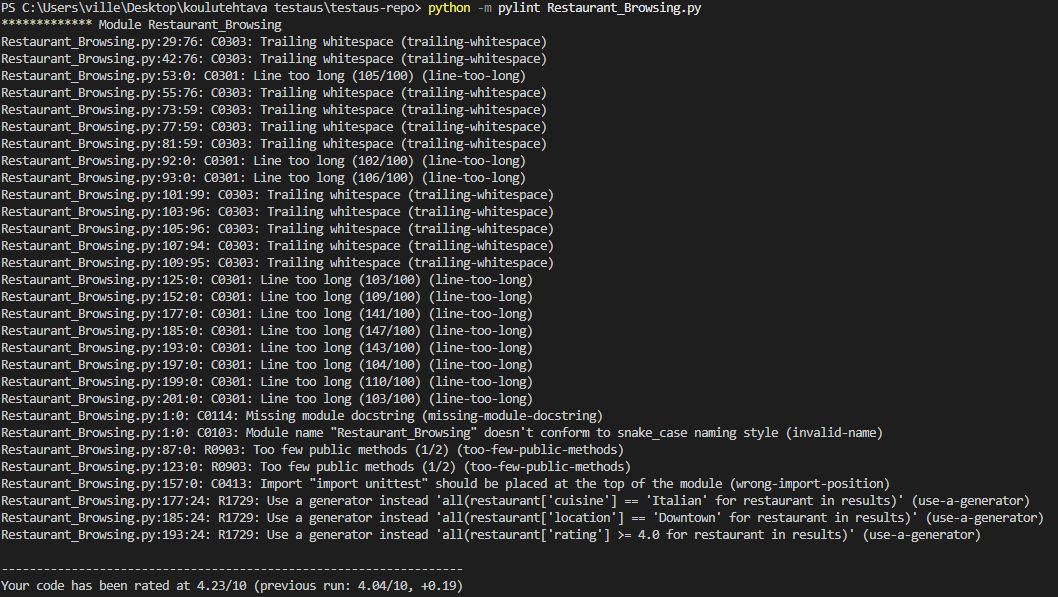 PS C:\Users\ville\Desktop\koulutehtava testaus\testaus-repo> python -m pylint Restaurant_Browsing.py
************* Module Restaurant_Browsing
Restaurant_Browsing.py:29:76: C0303: Trailing whitespace (trailing-whitespace)
Restaurant_Browsing.py:42:76: C0303: Trailing whitespace (trailing-whitespace)
Restaurant_Browsing.py:53:0: C0301: Line too long (105/100) (line-too-long)
Restaurant_Browsing.py:55:76: C0303: Trailing whitespace (trailing-whitespace)
Restaurant_Browsing.py:73:59: C0303: Trailing whitespace (trailing-whitespace)
Restaurant_Browsing.py:77:59: C0303: Trailing whitespace (trailing-whitespace)
Restaurant_Browsing.py:81:59: C0303: Trailing whitespace (trailing-whitespace)
Restaurant_Browsing.py:92:0: C0301: Line too long (102/100) (line-too-long)
Restaurant_Browsing.py:93:0: C0301: Line too long (106/100) (line-too-long)
Restaurant_Browsing.py:101:99: C0303: Trailing whitespace (trailing-whitespace)
Restaurant_Browsing.py:103:96: C0303: Trailing whitespace (trailing-whitespace)
Restaurant_Browsing.py:105:96: C0303: Trailing whitespace (trailing-whitespace)
Restaurant_Browsing.py:107:94: C0303: Trailing whitespace (trailing-whitespace)
Restaurant_Browsing.py:109:95: C0303: Trailing whitespace (trailing-whitespace)
Restaurant_Browsing.py:125:0: C0301: Line too long (103/100) (line-too-long)
Restaurant_Browsing.py:152:0: C0301: Line too long (109/100) (line-too-long)
Restaurant_Browsing.py:177:0: C0301: Line too long (141/100) (line-too-long)
Restaurant_Browsing.py:185:0: C0301: Line too long (147/100) (line-too-long)
Restaurant_Browsing.py:193:0: C0301: Line too long (143/100) (line-too-long)
Restaurant_Browsing.py:197:0: C0301: Line too long (104/100) (line-too-long)
Restaurant_Browsing.py:199:0: C0301: Line too long (110/100) (line-too-long)
Restaurant_Browsing.py:201:0: C0301: Line too long (103/100) (line-too-long)
Restaurant_Browsing.py:1:0: C0114: Missing module docstring (missing-module-docstring)
Restaurant_Browsing.py:1:0: C0103: Module name "Restaurant_Browsing" doesn't conform to snake_case naming style (invalid-name)
Restaurant_Browsing.py:87:0: R0903: Too few public methods (1/2) (too-few-public-methods)
Restaurant_Browsing.py:123:0: R0903: Too few public methods (1/2) (too-few-public-methods)
Restaurant_Browsing.py:157:0: C0413: Import "import unittest" should be placed at the top of the module (wrong-import-position)
Restaurant_Browsing.py:177:24: R1729: Use a generator instead 'all(restaurant['cuisine'] == 'Italian' for restaurant in results)' (use-a-generator)
Restaurant_Browsing.py:185:24: R1729: Use a generator instead 'all(restaurant['location'] == 'Downtown' for restaurant in results)' (use-a-generator)
Restaurant_Browsing.py:193:24: R1729: Use a generator instead 'all(restaurant['rating'] >= 4.0 for restaurant in results)' (use-a-generator)
------------------------------------------------------------------
Your code has been rated at 4.23/10 (previous run: 4.04/10, +0.19)